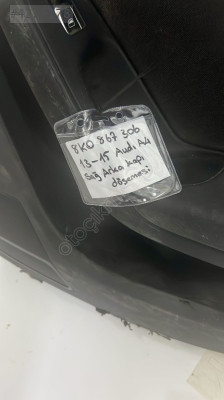 8K0 867 306
13-15 Audi A4
Sağ Arka kapı
döşemesi